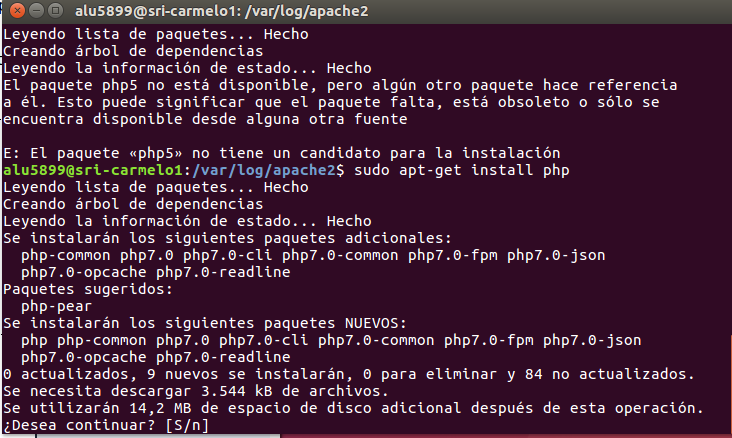 alu5899@sri-carmelo1: /var/log/apache2
Leyendo lista de paquetes... Hecho
Creando árbol de dependencias
Leyendo la información de estado... Hecho
El paquete php5 no está disponible, pero algún otro paquete hace referencia
a él. Esto puede significar que el paquete falta, está obsoleto o sólo se
encuentra disponible desde alguna otra fuente
E: El paquete «php5» no tiene un candidato para la instalación
alu5899@sri-carmelo1:/var/log/apache2$ sudo apt-get install php
Leyendo lista de paquetes... Hecho
Creando árbol de dependencias
Leyendo la información de estado... Hecho
Se instalarán los siguientes paquetes adicionales:
php-common php7.0 php7.0-cli php7.0-common php7.0-fpm php7.0-json
php7.0-opcache php7.0-readline
Paquetes sugeridos:
php-pear
Se instalarán los siguientes paquetes NUEVOS:
php php-common php7.0 php7.0-cli php7.0-common php7.0-fpm php7.0-json
php7.0-opcache php7.0-readline
0 actualizados, 9 nuevos se instalarán, 0 para eliminar y 84 no actualizados.
Se necesita descargar 3.544 kB de archivos.
Se utilizarán 14,2 MB de espacio de disco adicional después de esta operación.
¿Desea continuar? [S/n]